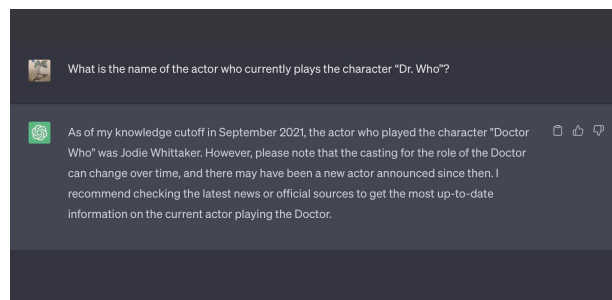 What is the name of the actor who currently plays the character “Dr. Who”?
As of my knowledge cutoff in September 2021, the actor who played the character "Doctor
Who" was Jodie Whittaker. However, please note that the casting for the role of the Doctor
can change over time, and there may have been a new actor announced since then. I
recommend checking the latest news or official sources to get the most up-to-date
information on the current actor playing the Doctor.